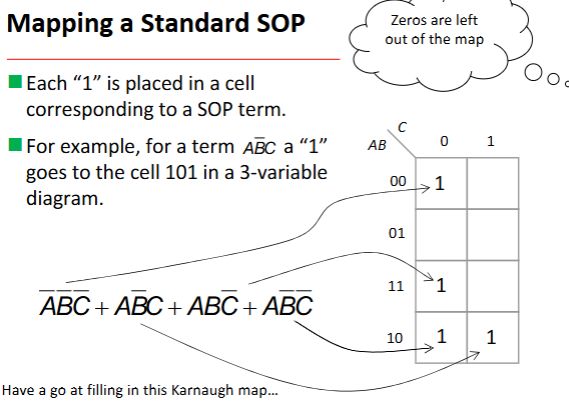 Mapping a Standard SOP
Zeros are left
out of the map
■ Each “1” is placed in a cell
corresponding to a SOP term.
■ For example, for a term AB̅C a “1”
goes to the cell 101 in a 3-variable
diagram.
C
AB 0 1
00 1
01
11 1
10 1 1
A̅B̅C̅ + AB̅C + ABC̅ + AB̅C̅
Have a go at filling in this Karnaugh map...